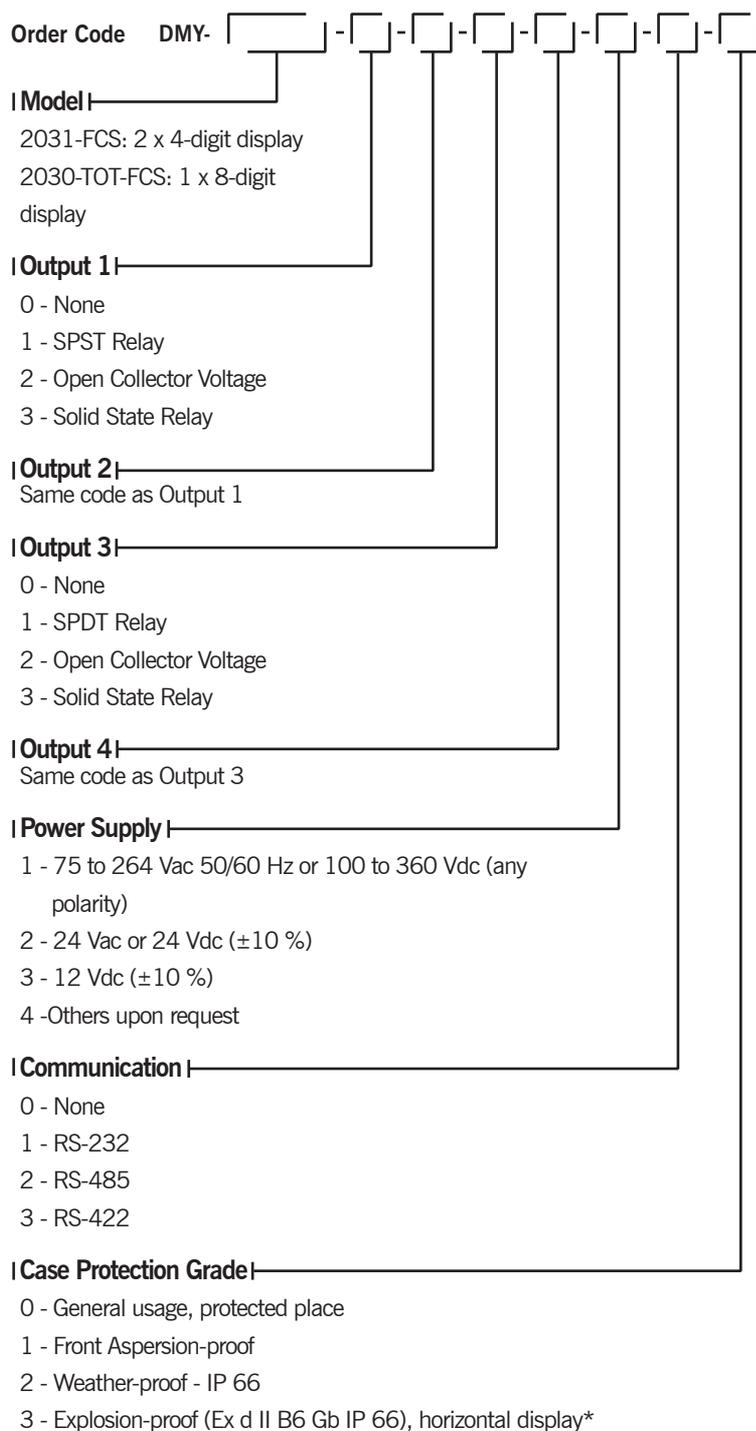 Order Code DMY- - - - - - - -
Model
2031-FCS: 2 x 4-digit display
2030-TOT-FCS: 1 x 8-digit
display
Output 1
0 - None
1 - SPST Relay
2 - Open Collector Voltage
3 - Solid State Relay
Output 2
Same code as Output 1
Output 3
0 - None
1 - SPDT Relay
2 - Open Collector Voltage
3 - Solid State Relay
Output 4
Same code as Output 3
Power Supply
1 - 75 to 264 Vac 50/60 Hz or 100 to 360 Vdc (any
polarity)
2 - 24 Vac or 24 Vdc (±10 %)
3 - 12 Vdc (±10 %)
4 -Others upon request
Communication
0 - None
1 - RS-232
2 - RS-485
3 - RS-422
Case Protection Grade
0 - General usage, protected place
1 - Front Aspersion-proof
2 - Weather-proof - IP 66
3 - Explosion-proof (Ex d II B6 Gb IP 66), horizontal display*